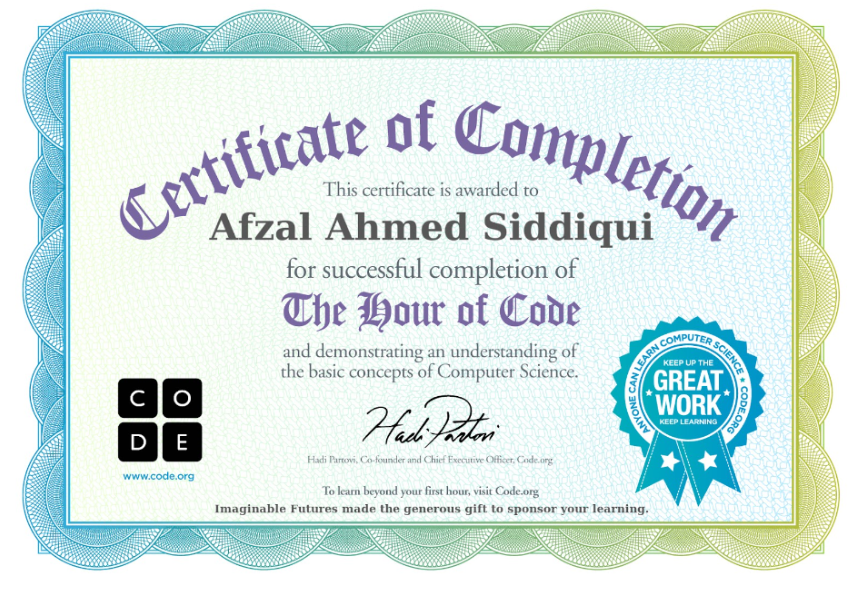 Certificate of Completion
This certificate is awarded to
Afzal Ahmed Siddiqui
for successful completion of
The Hour of Code
and demonstrating an understanding of
the basic concepts of Computer Science.
C O
D E
www.code.org
Hadi Partovi
Hadi Partovi, Co-founder and Chief Executive Officer, Code.org
To learn beyond your first hour, visit Code.org
Imaginable Futures made the generous gift to sponsor your learning.
ANYONE CAN LEARN COMPUTER SCIENCE • CODE.ORG
KEEP UP THE
GREAT
WORK
KEEP LEARNING